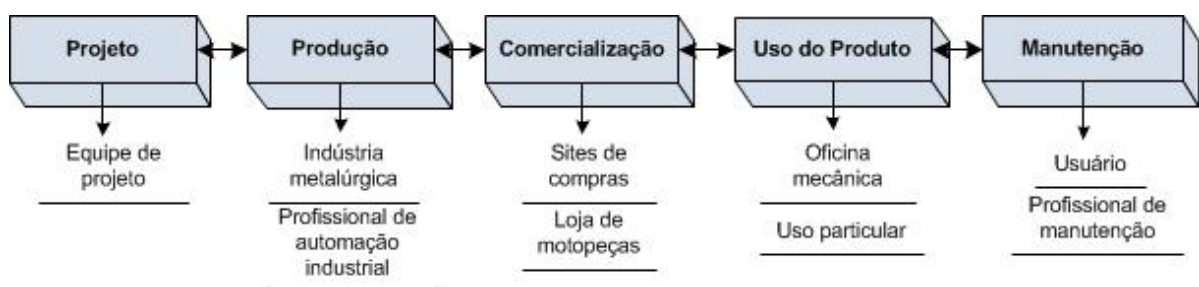 Projeto
Produção
Comercialização
Uso do Produto
Manutenção
Equipe de
projeto
Indústria
metalúrgica
Profissional de
automação
industrial
Sites de
compras
Loja de
motopeças
Oficina
mecânica
Uso particular
Usuário
Profissional de
manutenção